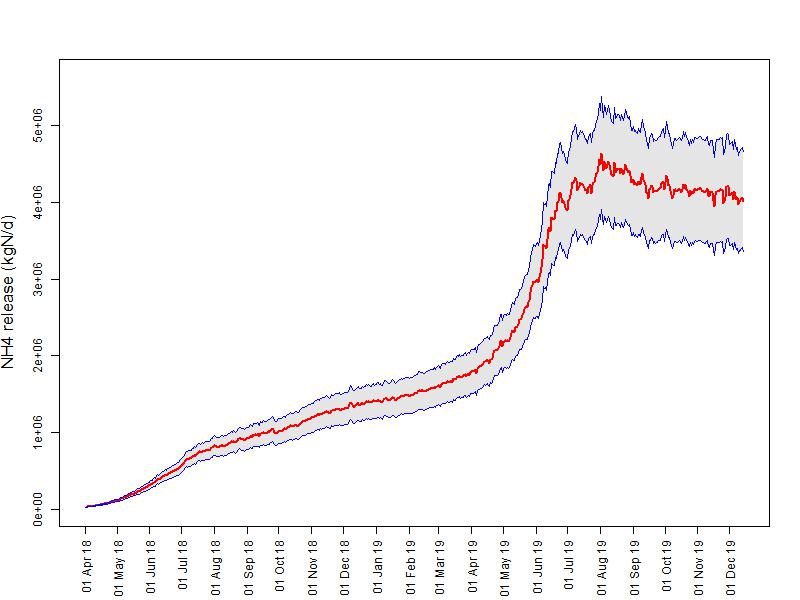 NH4 release (kgN/d)
5e+06
4e+06
3e+06
2e+06
1e+06
0e+00
01 Apr 18
01 May 18
01 Jun 18
01 Jul 18
01 Aug 18
01 Sep 18
01 Oct 18
01 Nov 18
01 Dec 18
01 Jan 19
01 Feb 19
01 Mar 19
01 Apr 19
01 May 19
01 Jun 19
01 Jul 19
01 Aug 19
01 Sep 19
01 Oct 19
01 Nov 19
01 Dec 19